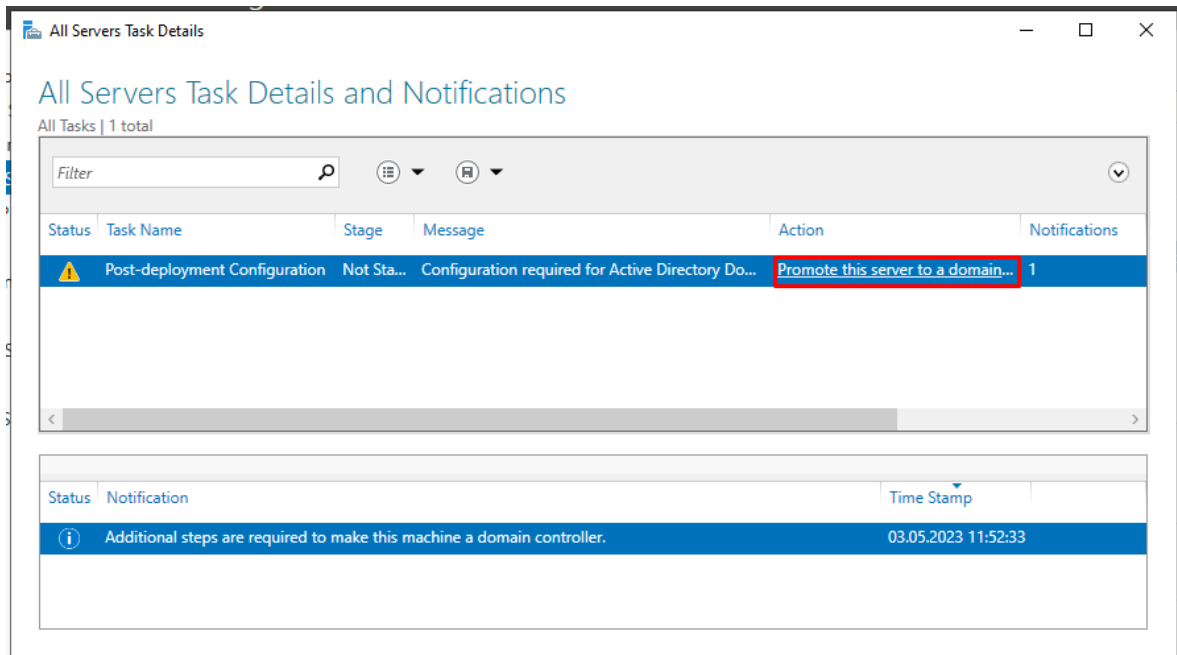 All Servers Task Details
All Servers Task Details and Notifications
All Tasks | 1 total
Filter
Status Task Name Stage Message Action Notifications
Post-deployment Configuration Not Sta... Configuration required for Active Directory Do... Promote this server to a domain... 1
Status Notification Time Stamp
Additional steps are required to make this machine a domain controller. 03.05.2023 11:52:33